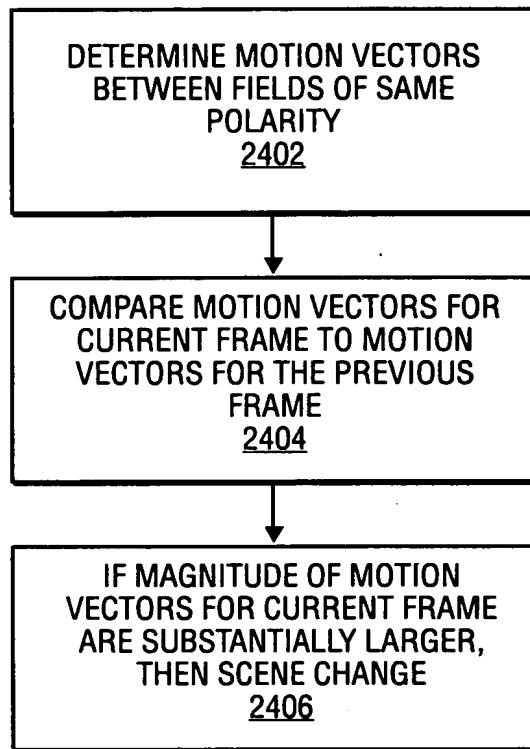 DETERMINE MOTION VECTORS
BETWEEN FIELDS OF SAME
POLARITY
2402
COMPARE MOTION VECTORS FOR
CURRENT FRAME TO MOTION
VECTORS FOR THE PREVIOUS
FRAME
2404
IF MAGNITUDE OF MOTION
VECTORS FOR CURRENT FRAME
ARE SUBSTANTIALLY LARGER,
THEN SCENE CHANGE
2406